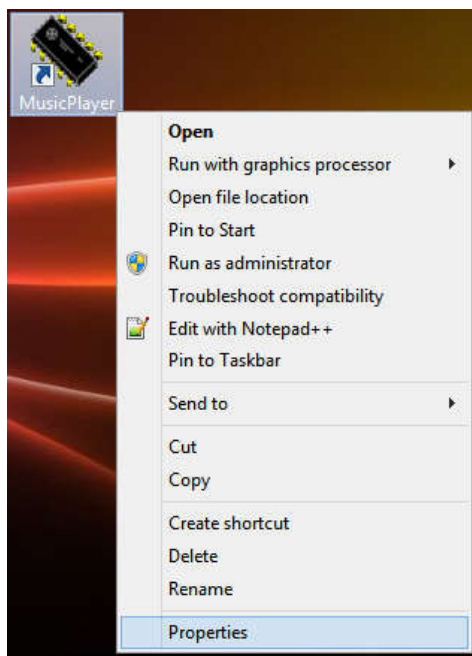 MusicPlayer
Open
Run with graphics processor
Open file location
Pin to Start
Run as administrator
Troubleshoot compatibility
Edit with Notepad++
Pin to Taskbar
Send to
Cut
Copy
Create shortcut
Delete
Rename
Properties